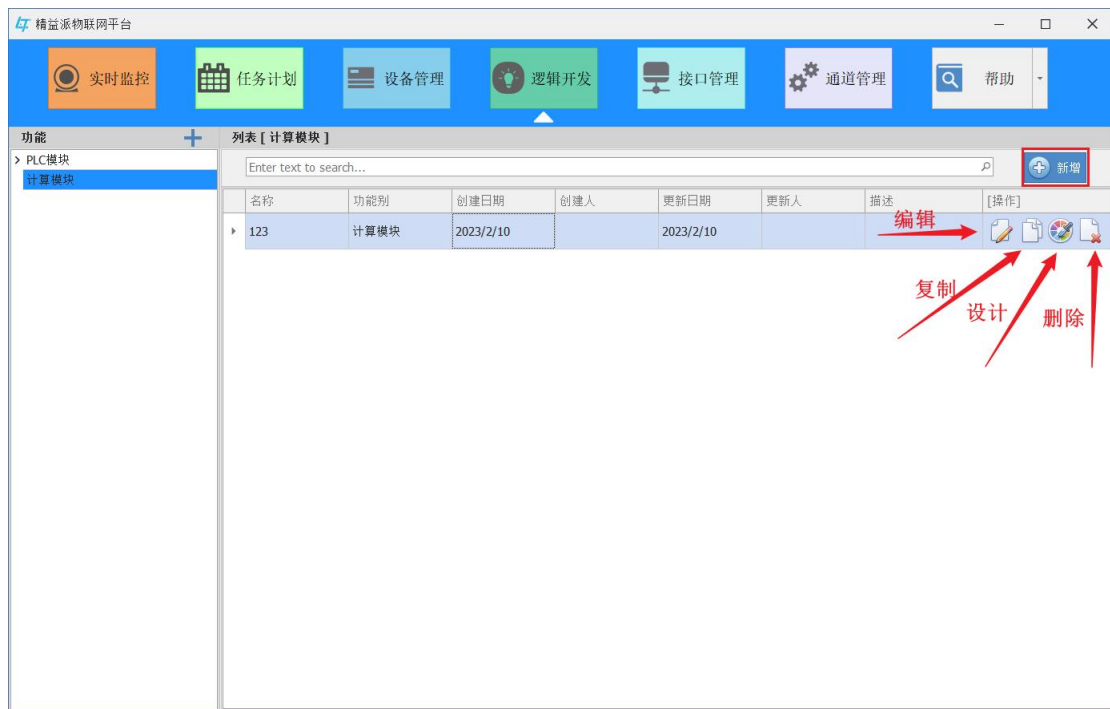 精益派物联网平台
实时监控 任务计划 设备管理 逻辑开发 接口管理 通道管理 帮助
功能 列表 [ 计算模块 ]
PLC模块
计算模块
Enter text to search... 新增
名称 功能别 创建日期 创建人 更新日期 更新人 描述 [操作]
123 计算模块 2023/2/10 2023/2/10
编辑
复制
设计
删除